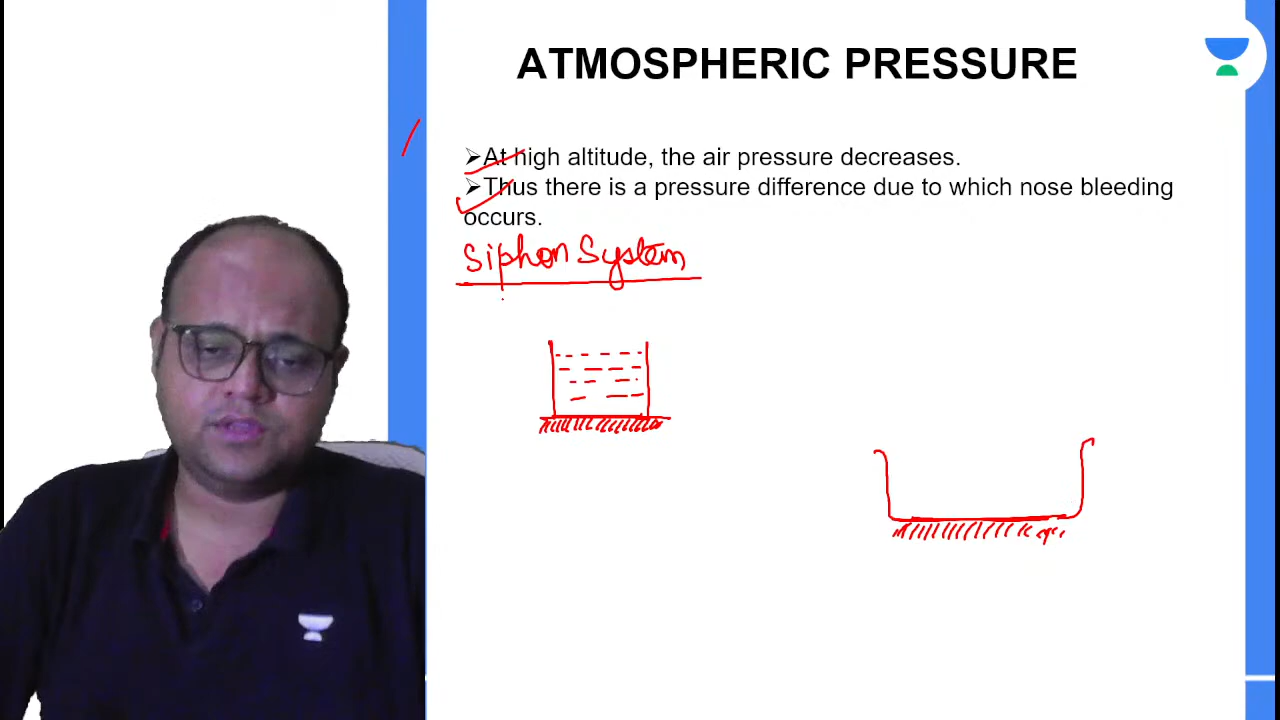 ATMOSPHERIC PRESSURE
➢At high altitude, the air pressure decreases.
➢Thus there is a pressure difference due to which nose bleeding
occurs.
Siphon System